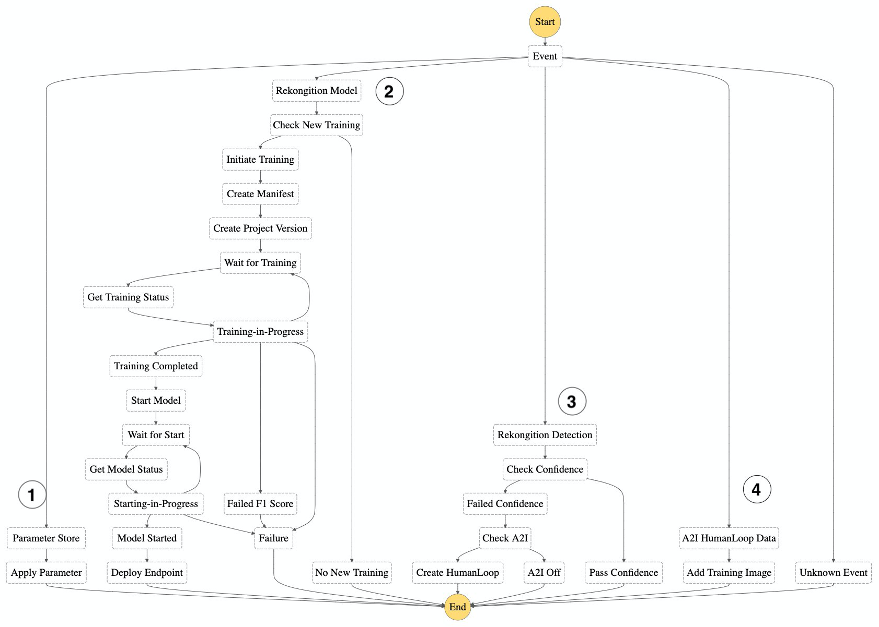 Start
Event
Rekongition Model
2
Check New Training
Initiate Training
Create Manifest
Create Project Version
Wait for Training
Get Training Status
Training-in-Progress
Training Completed
Start Model
3
Wait for Start
Rekongition Detection
Get Model Status
Check Confidence
1
4
Starting-in-Progress
Failed F1 Score
Failed Confidence
Parameter Store
Model Started
Failure
Check A2I
A2I HumanLoop Data
Apply Parameter
Deploy Endpoint
No New Training
Create HumanLoop
A2I Off
Pass Confidence
Add Training Image
Unknown Event
End